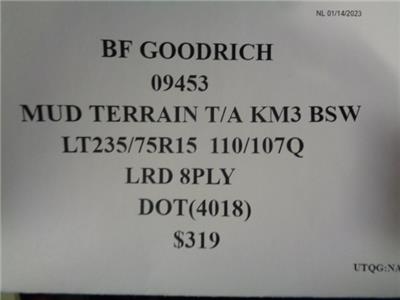 NL 01/14/2023
BF GOODRICH
09453
MUD TERRAIN T/A KM3 BSW
LT235/75R15 110/107Q
LRD 8PLY
DOT(4018)
$319
UTQG:NA